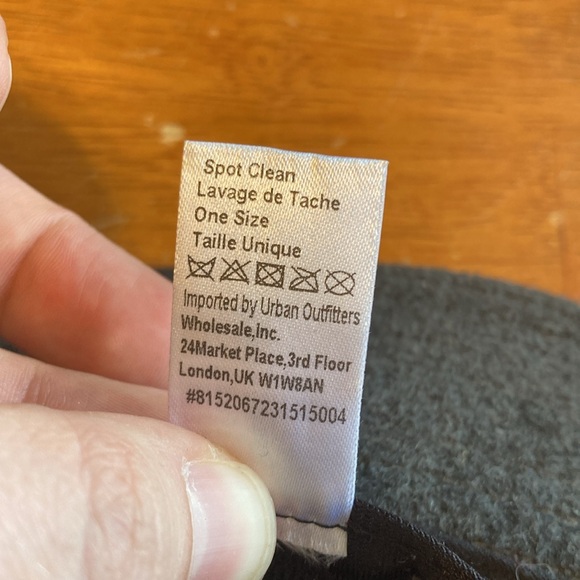 Spot Clean
Lavage de Tache
One Size
Taille Unique
Imported by Urban Outfitters
Wholesale,Inc.
24Market Place,3rd Floor
London,UK W1W8AN
#8152067231515004